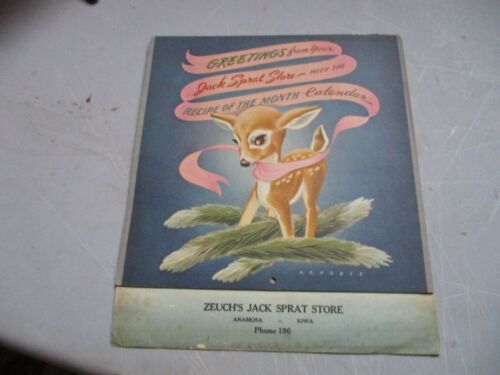 GREETINGS from Your
Jack Sprat Store - WITH THE
RECIPE OF THE MONTH Calendar -
ZEUCH'S JACK SPRAT STORE
ANAMOSA :: IOWA
Phone 196